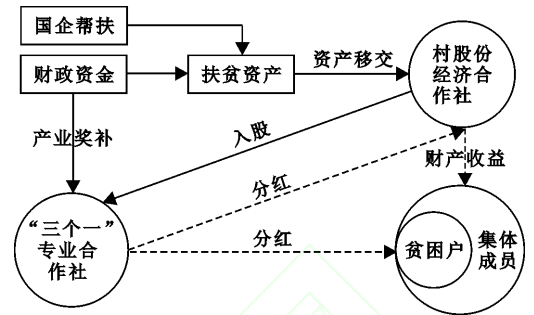 国企帮扶
财政资金
扶贫资产
资产移交
村股份
经济合
作社
产业奖补
入股
分红
财产收益
“三个一”
专业合
作社
分红
贫困户
集体
成员